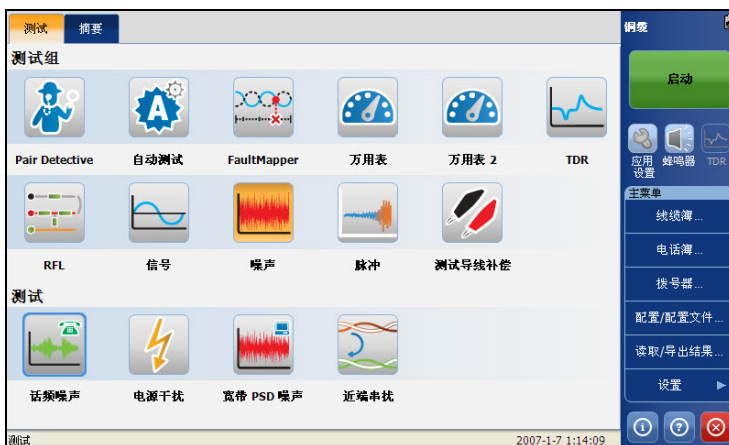 测试 摘要
测试组
Pair Detective 自动测试 FaultMapper 万用表 万用表 2 TDR
RFL 信号 噪声 脉冲 测试导线补偿
测试
话频噪声 电源干扰 宽带 PSD 噪声 近端串扰
测试 2007-1-7 1:14:09
铜缆
启动
应用设置 蜂鸣器 TDR
主菜单
线缆簿...
电话簿...
拨号器...
配置/配置文件...
读取/导出结果...
设置